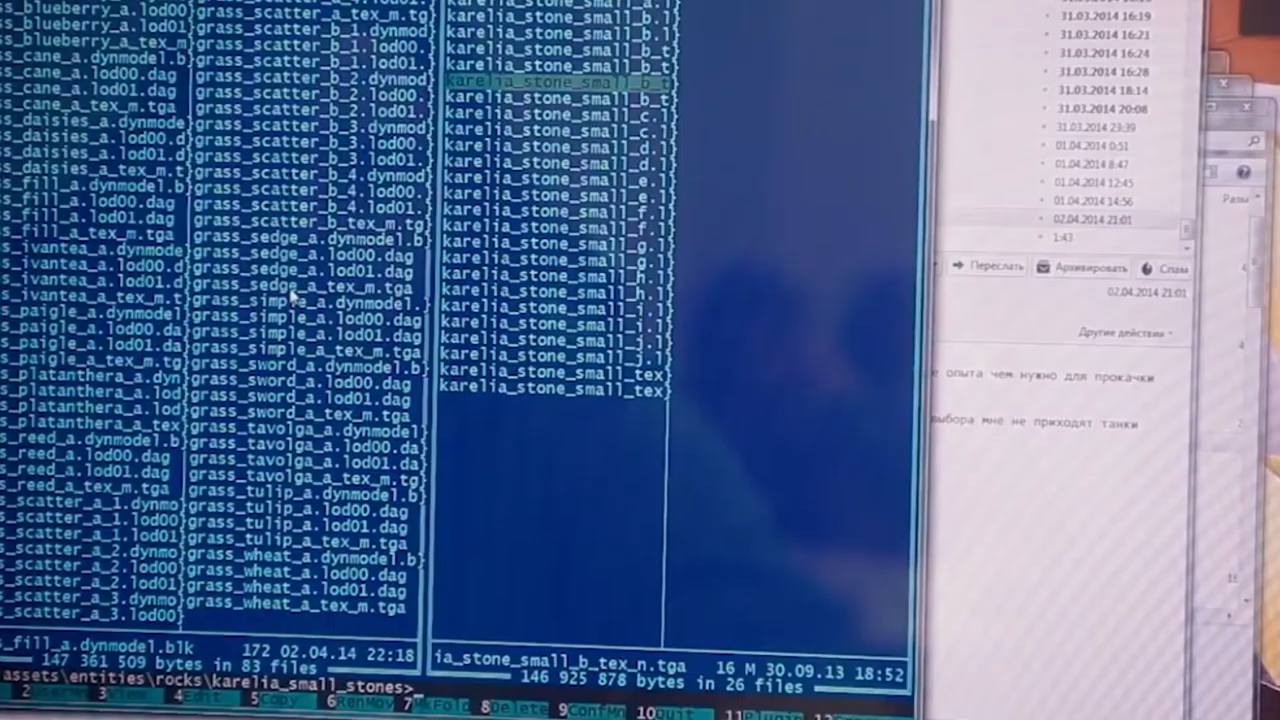 s_blueberry_a.lod00
s_blueberry_a.lod01
s_blueberry_a_tex_m
s_cane_a.dynmodel.b
s_cane_a.lod00.dag
s_cane_a.lod01.dag
s_cane_a_tex_m.tga
s_daisies_a.dynmode
s_daisies_a.lod00.d
s_daisies_a.lod01.d
s_daisies_a_tex_m.t
s_fill_a.dynmodel.b
s_fill_a.lod00.dag
s_fill_a.lod01.dag
s_fill_a_tex_m.tga
s_ivantea_a.dynmode
s_ivantea_a.lod00.d
s_ivantea_a.lod01.d
s_ivantea_a_tex_m.t
s_paigle_a.dynmodel
s_paigle_a.lod00.da
s_paigle_a.lod01.da
s_paigle_a_tex_m.tg
s_platanthera_a.dyn
s_platanthera_a.lod
s_platanthera_a.lod
s_platanthera_a_tex
s_reed_a.dynmodel.b
s_reed_a.lod00.dag
s_reed_a.lod01.dag
s_reed_a_tex_m.tga
s_scatter_a_1.dynmo
s_scatter_a_1.lod00
s_scatter_a_1.lod01
s_scatter_a_2.dynmo
s_scatter_a_2.lod00
s_scatter_a_2.lod01
s_scatter_a_3.dynmo
s_scatter_a_3.lod00
grass_scatter_a_tex_m.tg
grass_scatter_b_1.dynmod
grass_scatter_b_1.lod00.
grass_scatter_b_1.lod01.
grass_scatter_b_2.dynmod
grass_scatter_b_2.lod00.
grass_scatter_b_2.lod01.
grass_scatter_b_3.dynmod
grass_scatter_b_3.lod00.
grass_scatter_b_3.lod01.
grass_scatter_b_4.dynmod
grass_scatter_b_4.lod00.
grass_scatter_b_4.lod01.
grass_scatter_b_tex_m.tg
grass_sedge_a.dynmodel.b
grass_sedge_a.lod00.dag
grass_sedge_a.lod01.dag
grass_sedge_a_tex_m.tga
grass_simple_a.dynmodel.
grass_simple_a.lod00.dag
grass_simple_a.lod01.dag
grass_simple_a_tex_m.tga
grass_sword_a.dynmodel.b
grass_sword_a.lod00.dag
grass_sword_a.lod01.dag
grass_sword_a_tex_m.tga
grass_tavolga_a.dynmodel
grass_tavolga_a.lod00.da
grass_tavolga_a.lod01.da
grass_tavolga_a_tex_m.tg
grass_tulip_a.dynmodel.b
grass_tulip_a.lod00.dag
grass_tulip_a.lod01.dag
grass_tulip_a_tex_m.tga
grass_wheat_a.dynmodel.b
grass_wheat_a.lod00.dag
grass_wheat_a.lod01.dag
grass_wheat_a_tex_m.tga
karelia_stone_small_b.l
karelia_stone_small_b.l
karelia_stone_small_b_t
karelia_stone_small_b_t
karelia_stone_small_b_t
karelia_stone_small_b_t
karelia_stone_small_c.l
karelia_stone_small_c.l
karelia_stone_small_d.l
karelia_stone_small_d.l
karelia_stone_small_e.l
karelia_stone_small_e.l
karelia_stone_small_f.l
karelia_stone_small_f.l
karelia_stone_small_g.l
karelia_stone_small_g.l
karelia_stone_small_h.l
karelia_stone_small_h.l
karelia_stone_small_tex
karelia_stone_small_tex
s_fill_a.dynmodel.blk 172 02.04.14 22:18
147 361 509 bytes in 83 files
ia_stone_small_b_tex_n.tga 16 M 30.09.13 18:52
146 925 878 bytes in 26 files
assets\entities\rocks\karelia_small_stones>
3View 4Edit 5Copy 6RenMov 7MkFold 8Delete 9ConfMn 10Quit 11Plugin 12
31.03.2014 16:19
31.03.2014 16:21
31.03.2014 16:24
31.03.2014 16:28
31.03.2014 18:14
31.03.2014 20:08
31.03.2014 23:39
01.04.2014 0:51
01.04.2014 8:47
01.04.2014 12:45
01.04.2014 14:56
02.04.2014 21:01
1:43
Переслать Архивировать Спам
02.04.2014 21:01
Другие действия
е опыта чем нужно для прокачки
выбора мне не приходят танки
Разм